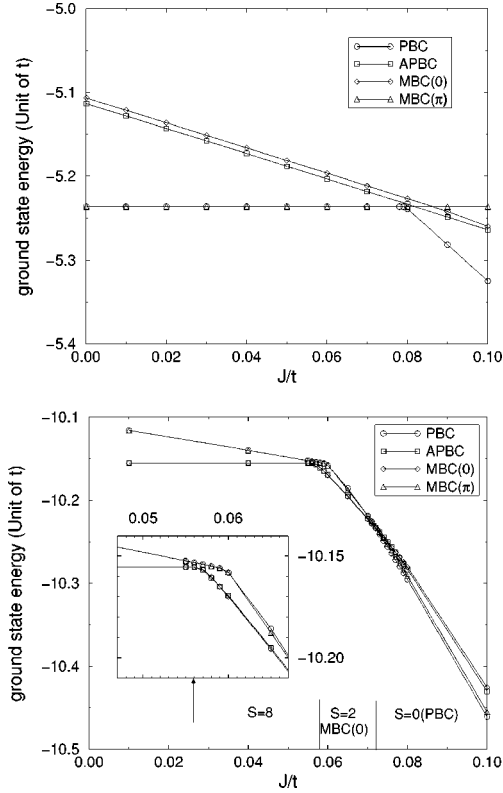 −5.0
−5.1
−5.2
−5.3
−5.4
ground state energy (Unit of t)
PBC
APBC
MBC(0)
MBC(π)
0.00 0.02 0.04 0.06 0.08 0.10
J/t
−10.1
−10.2
−10.3
−10.4
−10.5
ground state energy (Unit of t)
PBC
APBC
MBC(0)
MBC(π)
0.05 0.06
−10.15
−10.20
S=8
S=2
MBC(0)
S=0(PBC)
0.00 0.02 0.04 0.06 0.08 0.10
J/t